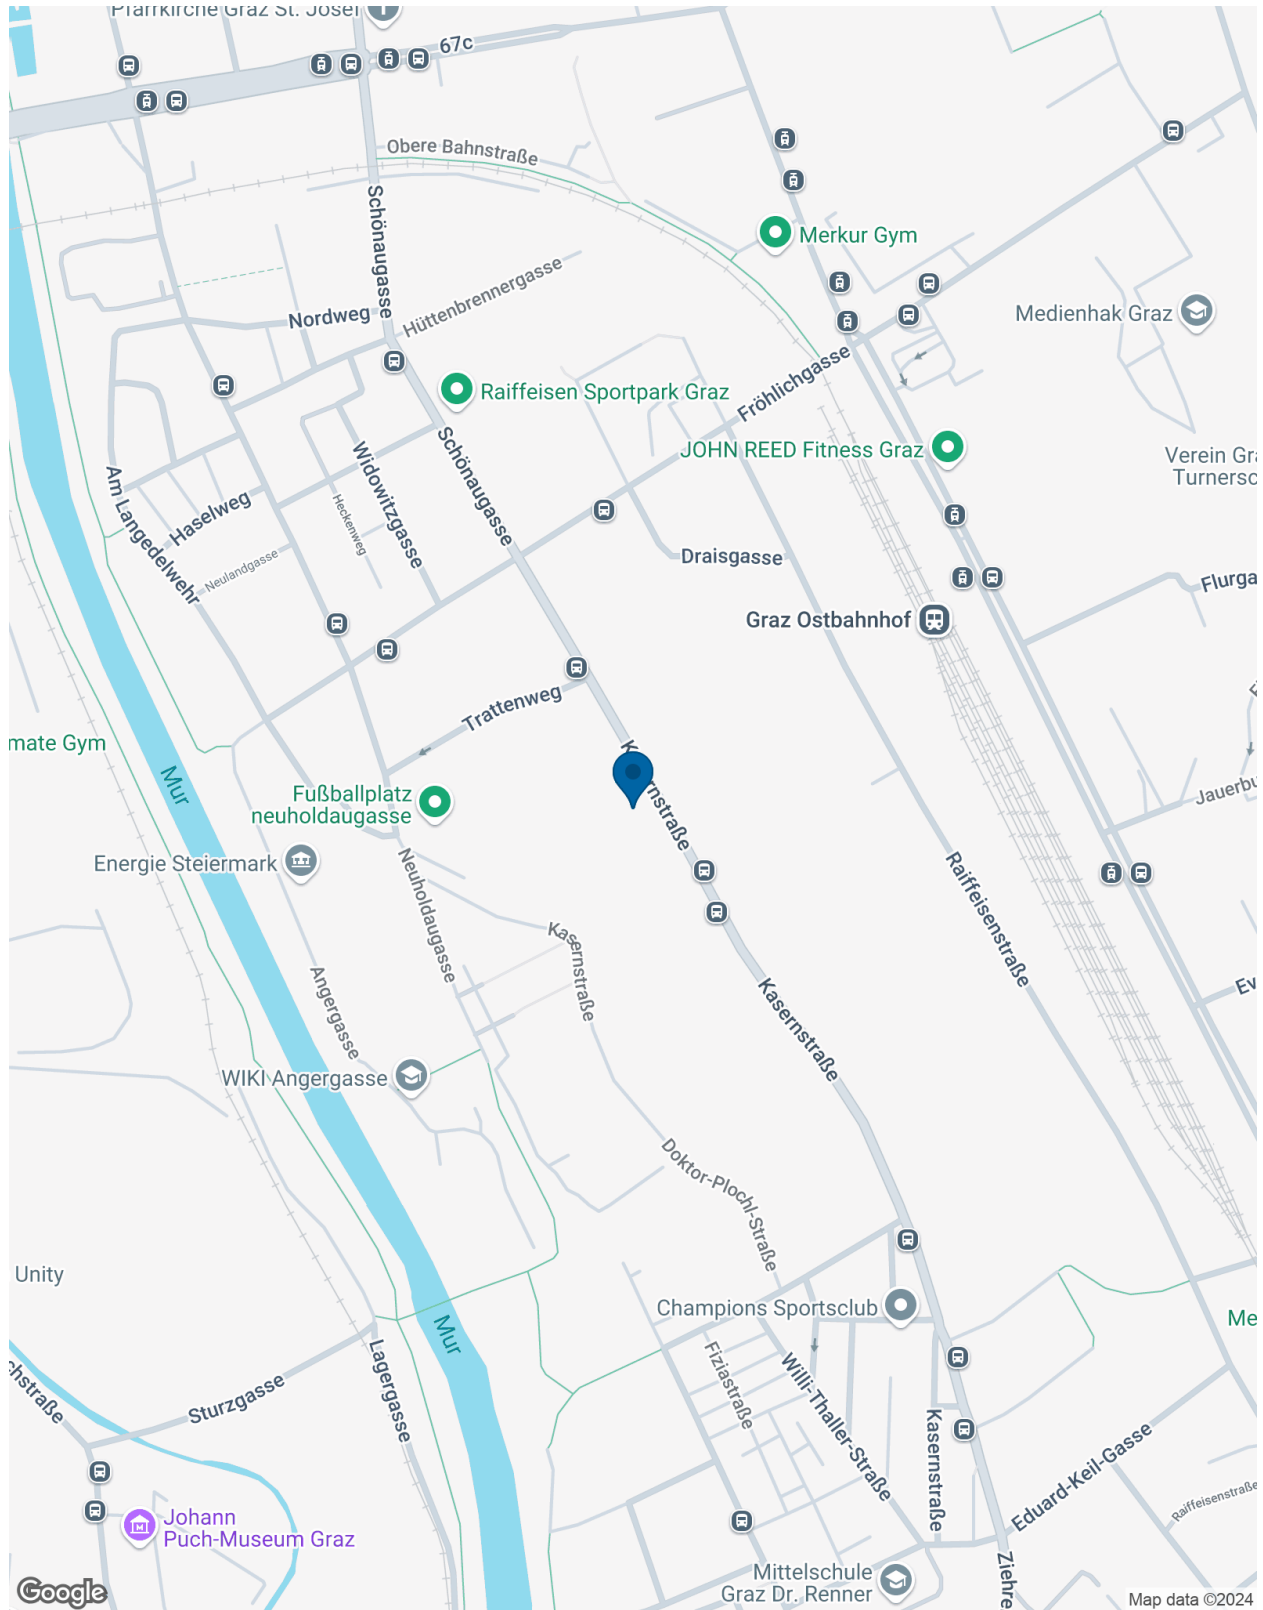 Pfarrkirche Graz St. Josef
67c
Obere Bahnstraße
Schönaugasse
Merkur Gym
Hüttenbrennergasse
Nordweg
Medienhak Graz
Fröhlichgasse
Raiffeisen Sportpark Graz
JOHN REED Fitness Graz
Schönaugasse
Widowitzgasse
Verein Gra
Turnersc
Am Langedelwehr
Haselweg
Heckenweg
Neulandgasse
Draisgasse
Flurga
Graz Ostbahnhof
Trattenweg
mate Gym
Mur
Fußballplatz
neuholdaugasse
rnstraße
Jauerbu
Energie Steiermark
Neuholdaugasse
Raiffeisenstraße
Kasernstraße
Angergasse
Kasernstraße
Ev
WIKI Angergasse
Doktor-Plochl-Straße
Unity
Champions Sportsclub
Me
Mur
Lagergasse
Fiziastraße
Willi-Thaller-Straße
chstraße
Sturzgasse
Kasernstraße
Eduard-Keil-Gasse
Raiffeisenstraße
Johann
Puch-Museum Graz
Ziehre
Mittelschule
Graz Dr. Renner
Google
Map data ©2024